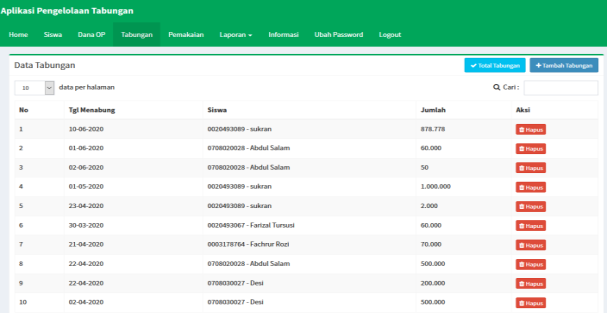 Aplikasi Pengelolaan Tabungan
Home Siswa Dana OP Tabungan Pemakaian Laporan Informasi Ubah Password Logout
Data Tabungan Total Tabungan Tambah Tabungan
10 data per halaman Cari :
No Tgl Menabung Siswa Jumlah Aksi
1 10-06-2020 0020493089 - sukran 878.778 Hapus
2 01-06-2020 0708020028 - Abdul Salam 60.000 Hapus
3 02-06-2020 0708020028 - Abdul Salam 50 Hapus
4 01-05-2020 0020493089 - sukran 1.000.000 Hapus
5 23-04-2020 0020493089 - sukran 2.000 Hapus
6 30-03-2020 0020493067 - Farizal Tursusi 60.000 Hapus
7 21-04-2020 0003178764 - Fachrur Rozi 70.000 Hapus
8 22-04-2020 0708020028 - Abdul Salam 500.000 Hapus
9 22-04-2020 0708030027 - Desi 200.000 Hapus
10 02-04-2020 0708030027 - Desi 500.000 Hapus